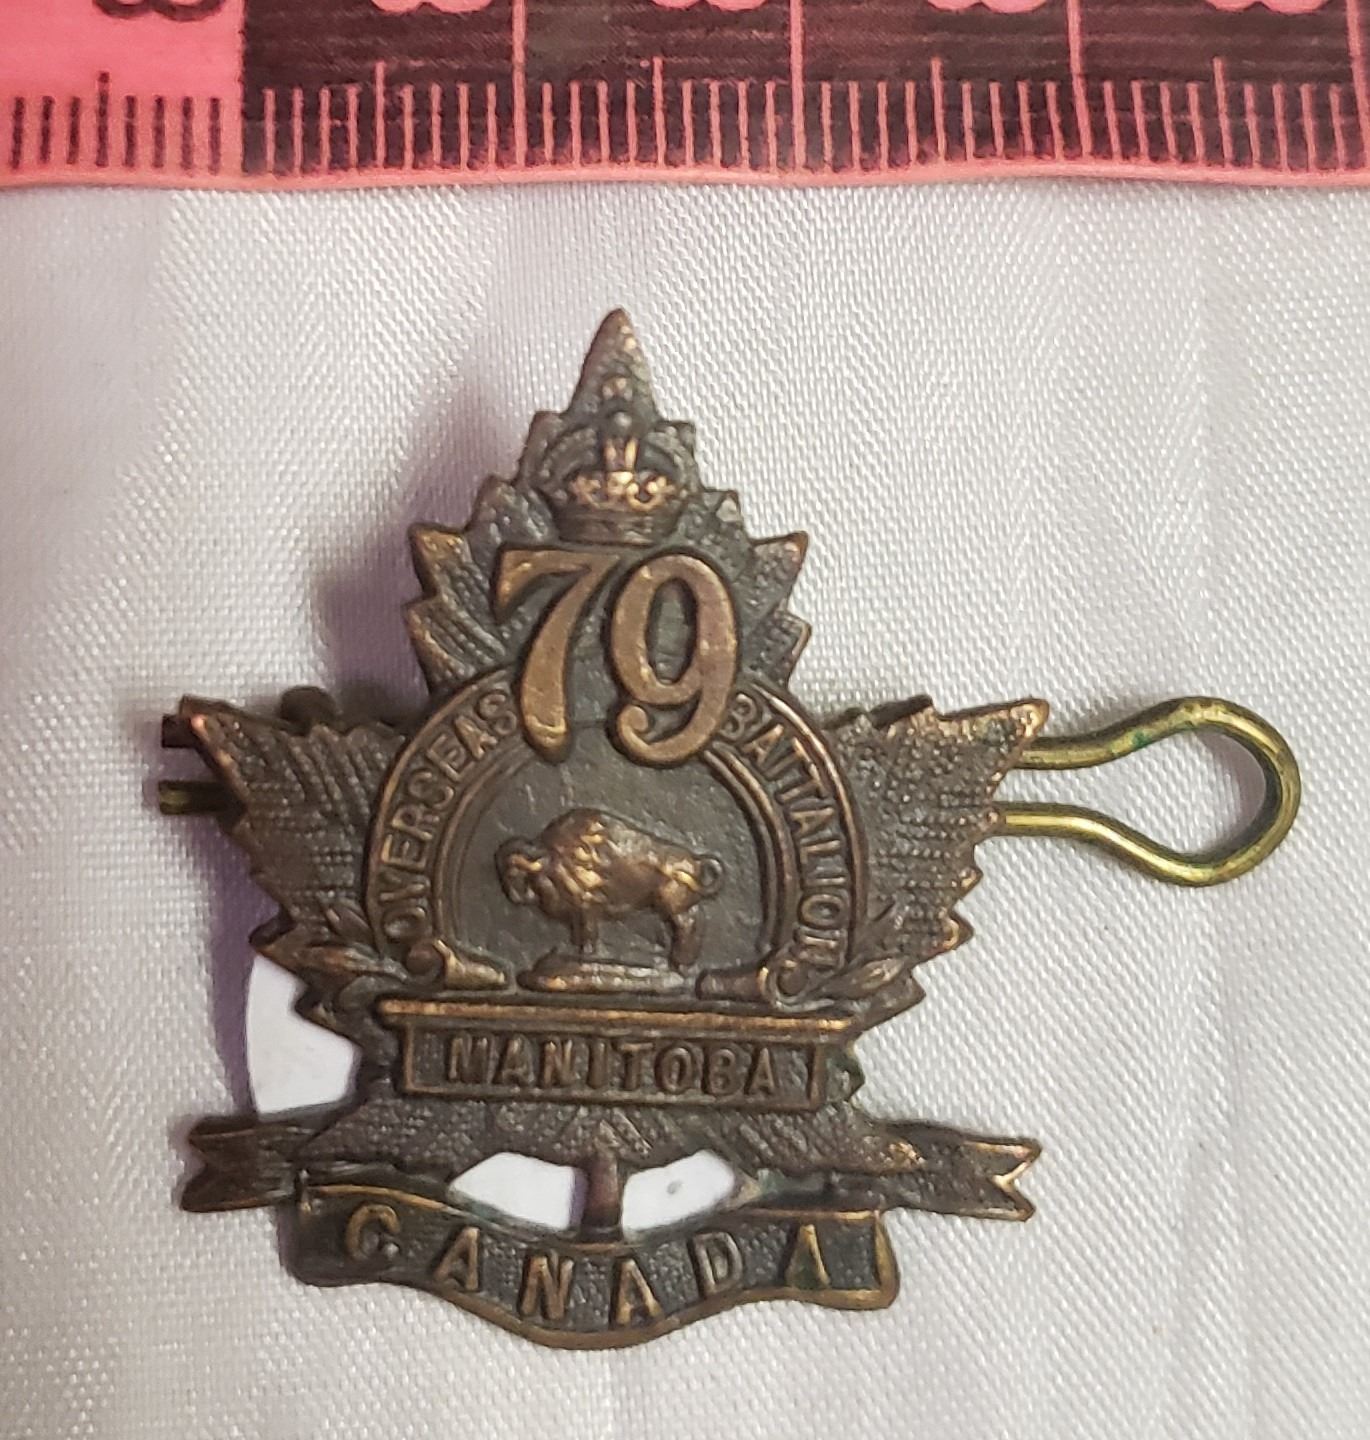 79
OVERSEAS BATTALION
MANITOBA
CANADA